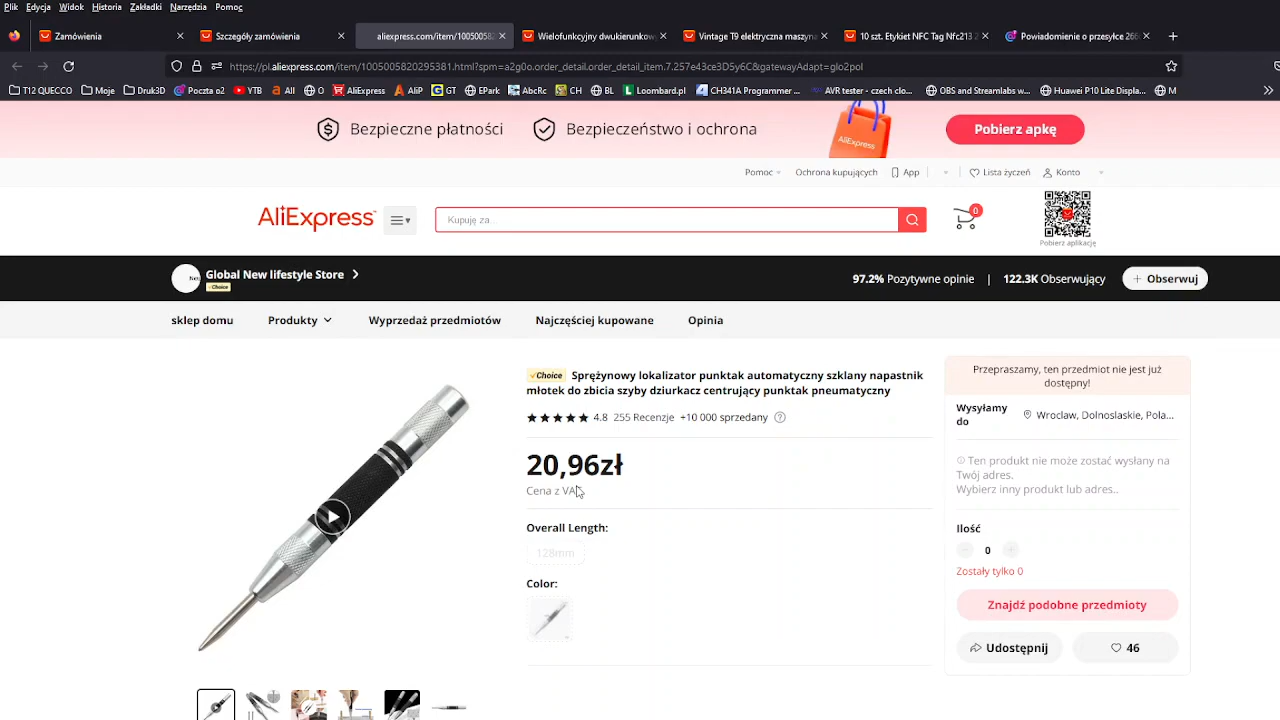 Plik Edycja Widok Historia Zakładki Narzędzia Pomoc
Zamówienia
Szczegóły zamówienia
aliexpress.com/item/10050058
Wielofunkcyjny dwukierunkow
Vintage T9 elektryczna maszyna
10 szt. Etykiet NFC Tag Nfc213 2
Powiadomienie o przesyłce 266
https://pl.aliexpress.com/item/1005005820295381.html?spm=a2g0o.order_detail.order_detail_item.7.257e43ce3D5y6C&gatewayAdapt=glo2pol
T12 QUECCO Moje Druk3D Poczta o2 YTB All AliExpress AliP GT EPark AbcRc CH BL Loombard.pl CH341A Programmer ... AVR tester - czech clo... OBS and Streamlabs w... Huawei P10 Lite Displa... M
Bezpieczne płatności
Bezpieczeństwo i ochrona
AliExpress
Pobierz apkę
Pomoc Ochrona kupujących App Lista życzeń Konto
AliExpress
Kupuję za...
0
Pobierz aplikację
Global New lifestyle Store
Choice
97.2% Pozytywne opinie | 122.3K Obserwujący
+ Obserwuj
sklep domu Produkty Wyprzedaż przedmiotów Najczęściej kupowane Opinia
Choice Sprężynowy lokalizator punktak automatyczny szklany napastnik
młotek do zbicia szyby dziurkacz centrujący punktak pneumatyczny
4.8 255 Recenzje +10 000 sprzedany
20,96zł
Cena z VA
Overall Length:
128mm
Color:
Przepraszamy, ten przedmiot nie jest już
dostępny!
Wysyłamy
do
Wroclaw, Dolnoslaskie, Pola...
Ten produkt nie może zostać wysłany na
Twój adres.
Wybierz inny produkt lub adres..
Ilość
0
Zostały tylko 0
Znajdź podobne przedmioty
Udostępnij
46